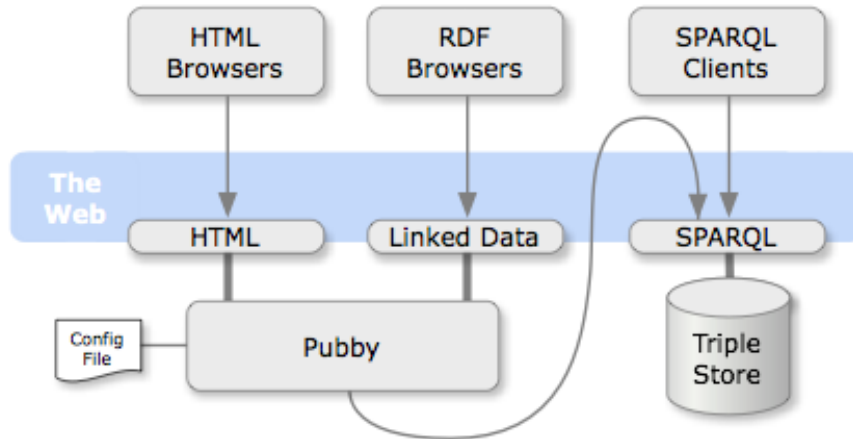 HTML
Browsers
RDF
Browsers
SPARQL
Clients
The
Web
HTML
Linked Data
SPARQL
Config
File
Pubby
Triple
Store